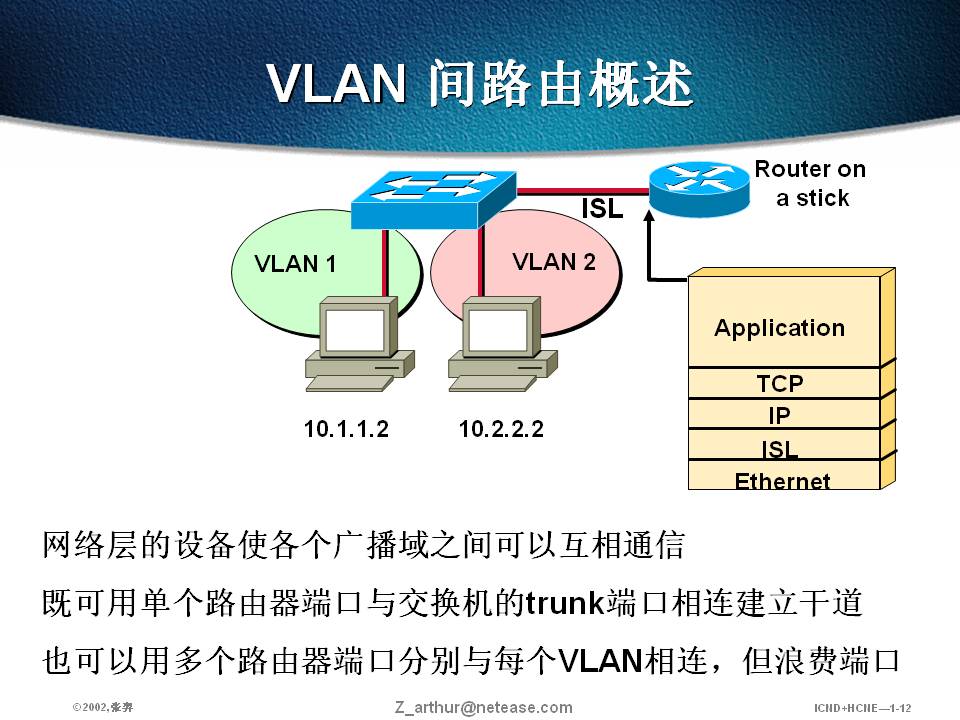 VLAN 间路由概述
Router on
a stick
ISL
VLAN 1
VLAN 2
Application
TCP
IP
ISL
Ethernet
10.1.1.2
10.2.2.2
网络层的设备使各个广播域之间可以互相通信
既可用单个路由器端口与交换机的trunk端口相连建立干道
也可以用多个路由器端口分别与每个VLAN相连，但浪费端口
©2002,张弈
Z_arthur@netease.com
ICND+HCNE—1-12